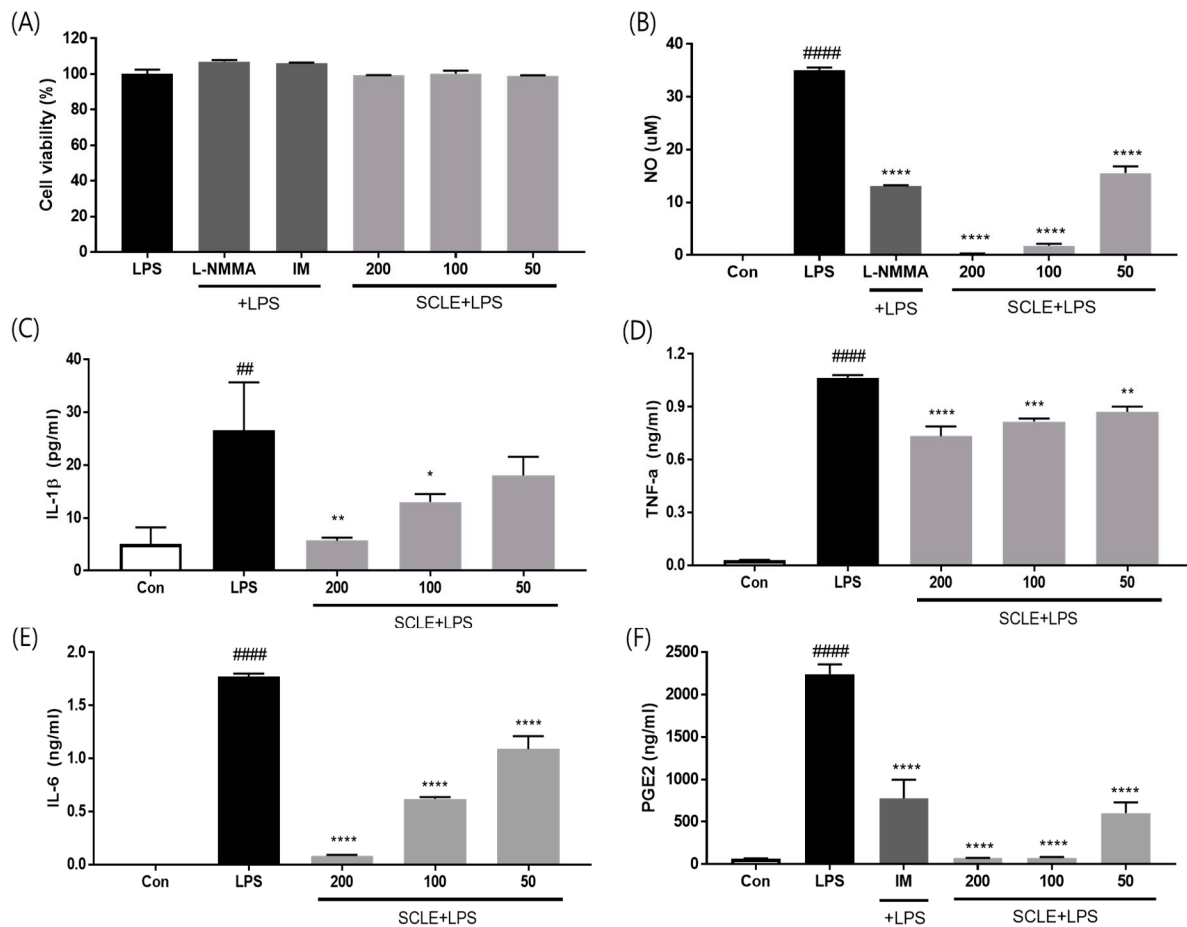 (A)
120
100
80
60
40
20
0
Cell viability (%)
LPS L-NMMA IM 200 100 50
+LPS SCLE+LPS
(B)
40
30
20
10
0
NO (uM)
####
****
****
****
****
Con LPS L-NMMA 200 100 50
+LPS SCLE+LPS
(C)
40
30
20
10
0
IL-1β (pg/ml)
##
**
*
Con LPS 200 100 50
SCLE+LPS
(D)
1.2
0.9
0.6
0.3
0.0
TNF-a (ng/ml)
####
****
***
**
Con LPS 200 100 50
SCLE+LPS
(E)
2.0
1.5
1.0
0.5
0.0
IL-6 (ng/ml)
####
****
****
****
Con LPS 200 100 50
SCLE+LPS
(F)
2500
2000
1500
1000
500
0
PGE2 (ng/ml)
####
****
****
****
****
Con LPS IM 200 100 50
+LPS SCLE+LPS